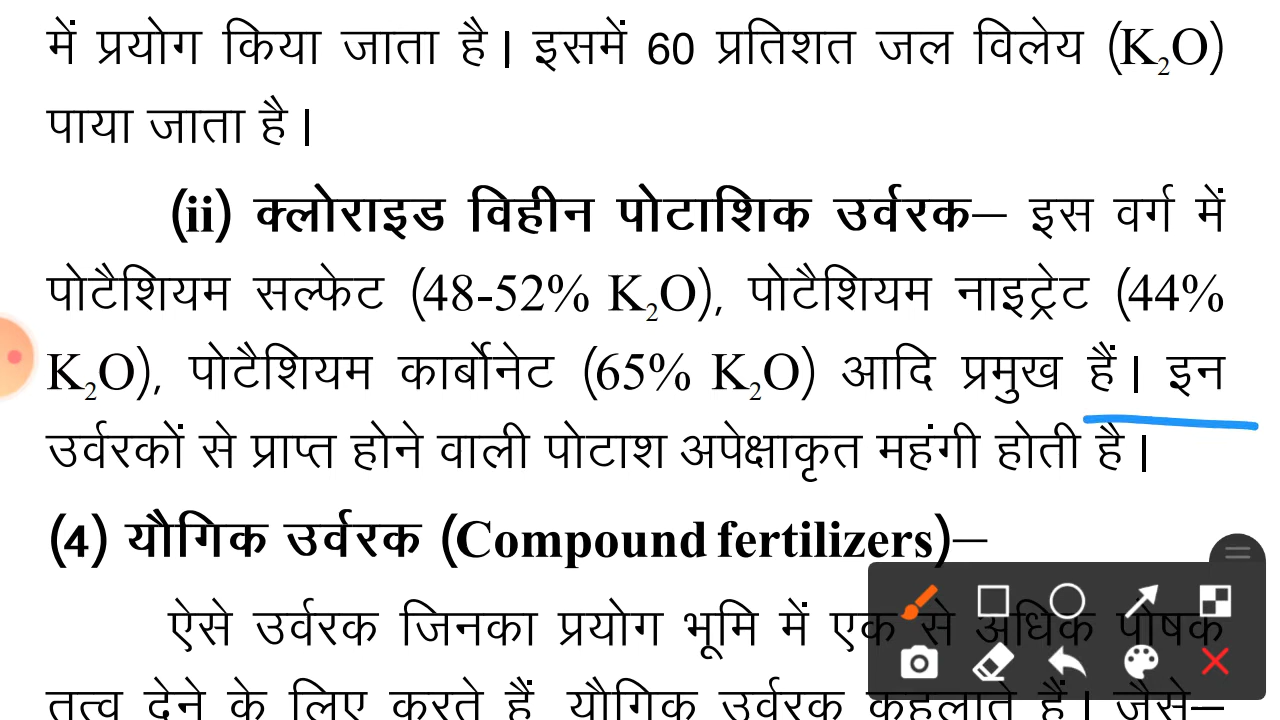 में प्रयोग किया जाता है। इसमें 60 प्रतिशत जल विलेय (K₂O)
पाया जाता है।
(ii) क्लोराइड विहीन पोटाशिक उर्वरक– इस वर्ग में
पोटैशियम सल्फेट (48-52% K₂O), पोटैशियम नाइट्रेट (44%
K₂O), पोटैशियम कार्बोनेट (65% K₂O) आदि प्रमुख हैं। इन
उर्वरकों से प्राप्त होने वाली पोटाश अपेक्षाकृत महंगी होती है।
(4) यौगिक उर्वरक (Compound fertilizers)–
ऐसे उर्वरक जिनका प्रयोग भूमि में एक से अधिक पोषक
तत्व देने के लिए करते हैं यौगिक उर्वरक कहलाते हैं। जैसे–